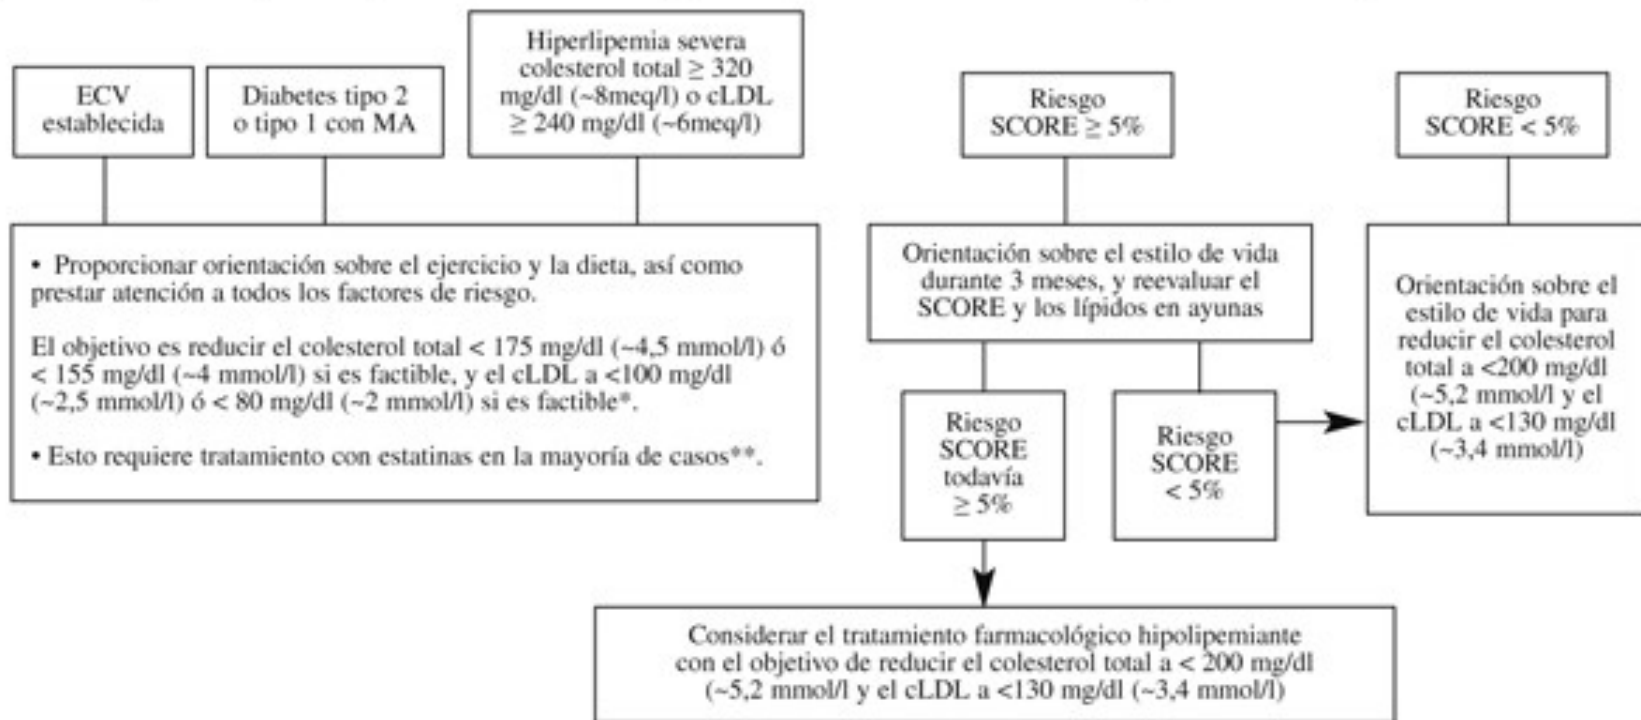 ECV
establecida
Diabetes tipo 2
o tipo 1 con MA
Hiperlipemia severa
colesterol total ≥ 320
mg/dl (~8meq/l) o cLDL
≥ 240 mg/dl (~6meq/l)
Riesgo
SCORE ≥ 5%
Riesgo
SCORE < 5%
• Proporcionar orientación sobre el ejercicio y la dieta, así como
prestar atención a todos los factores de riesgo.
El objetivo es reducir el colesterol total < 175 mg/dl (~4,5 mmol/l) ó
< 155 mg/dl (~4 mmol/l) si es factible, y el cLDL a <100 mg/dl
(~2,5 mmol/l) ó < 80 mg/dl (~2 mmol/l) si es factible*.
• Esto requiere tratamiento con estatinas en la mayoría de casos**.
Orientación sobre el estilo de vida
durante 3 meses, y reevaluar el
SCORE y los lípidos en ayunas
Orientación sobre el
estilo de vida para
reducir el colesterol
total a <200 mg/dl
(~5,2 mmol/l y el
cLDL a <130 mg/dl
(~3,4 mmol/l)
Riesgo
SCORE
todavía
≥ 5%
Riesgo
SCORE
< 5%
Considerar el tratamiento farmacológico hipolipemiante
con el objetivo de reducir el colesterol total a < 200 mg/dl
(~5,2 mmol/l y el cLDL a <130 mg/dl (~3,4 mmol/l)